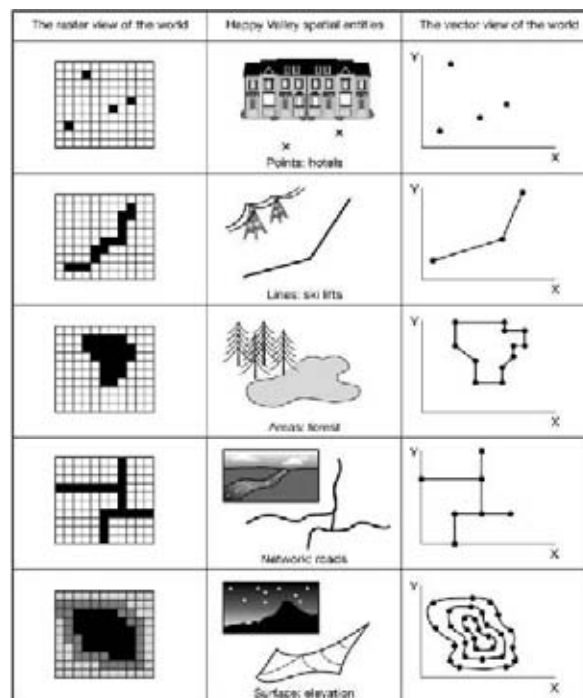 The raster view of the world
Happy Valley spatial entities
The vector view of the world
Y
X
Points: hotels
Y
X
Lines: ski lifts
Y
X
Areas: forest
Y
X
Network: roads
Y
X
Surface: elevation